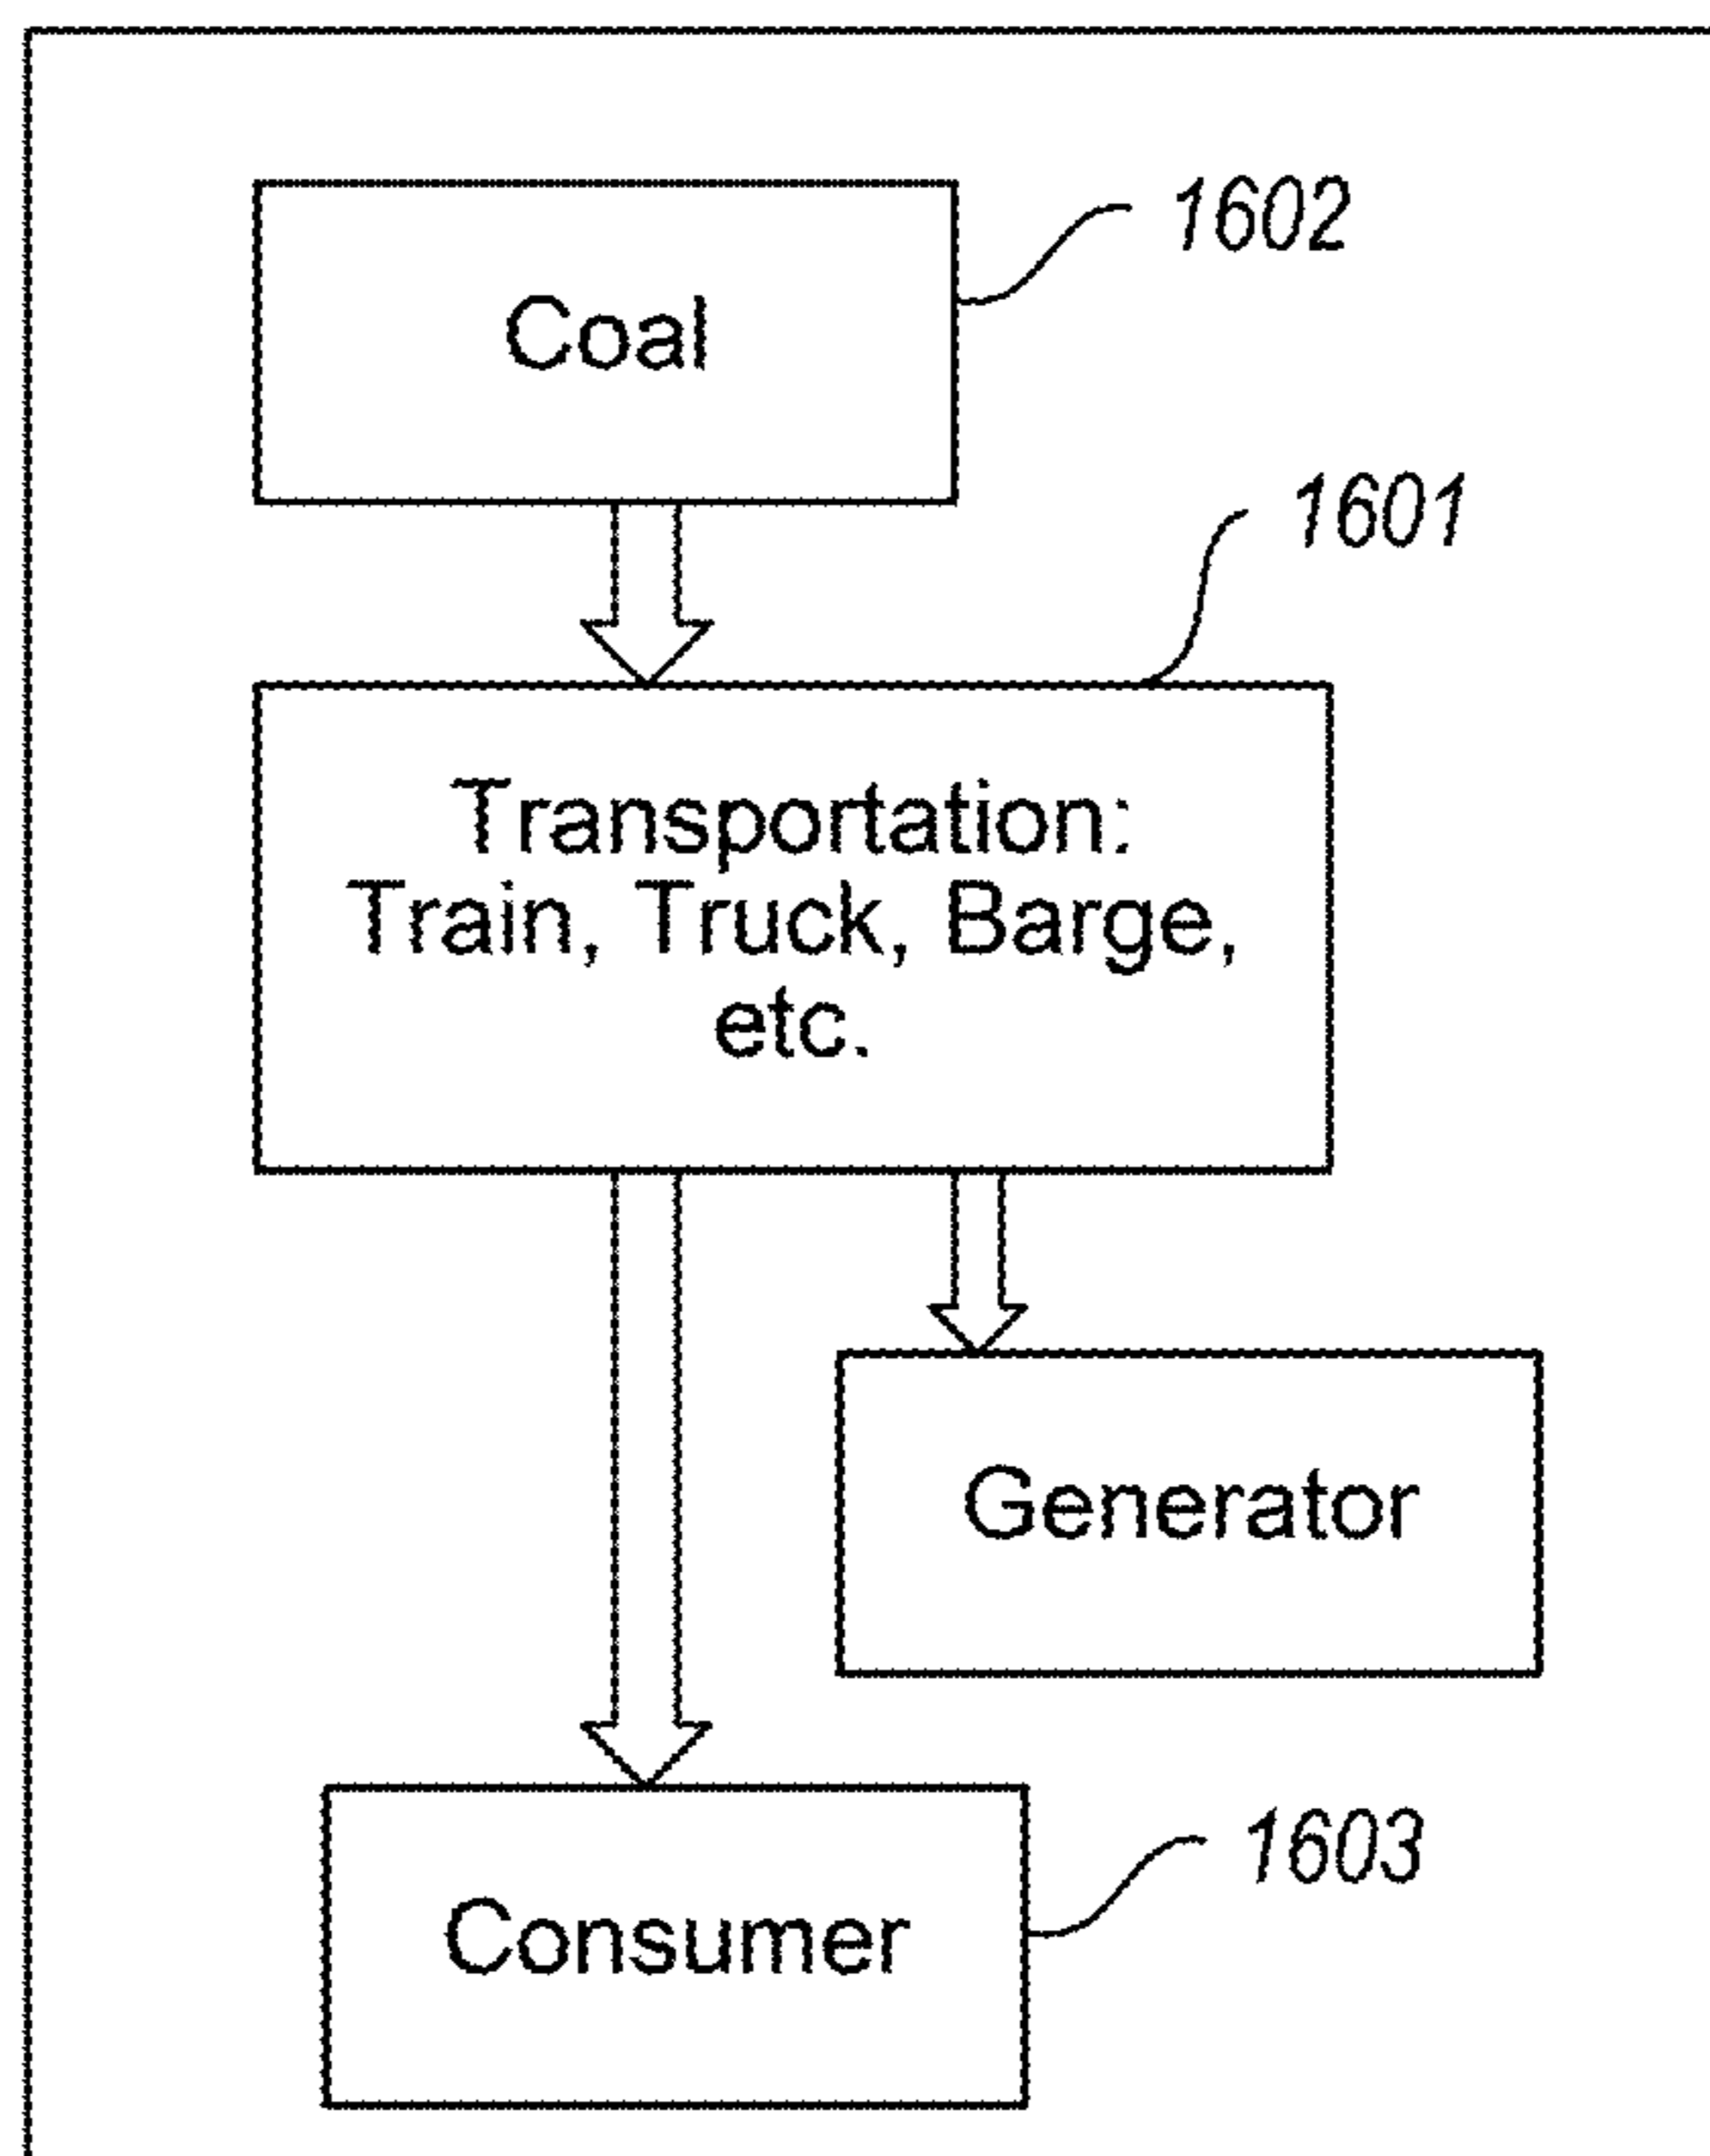 Coal
1602
1601
Transportation:
Train, Truck, Barge,
etc.
Generator
Consumer
1603